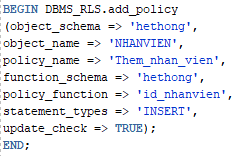 BEGIN DBMS_RLS.add_policy
(object_schema => 'hethong',
object_name => 'NHANVIEN',
policy_name => 'Them_nhan_vien',
function_schema => 'hethong',
policy_function => 'id_nhanvien',
statement_types => 'INSERT',
update_check => TRUE);
END;